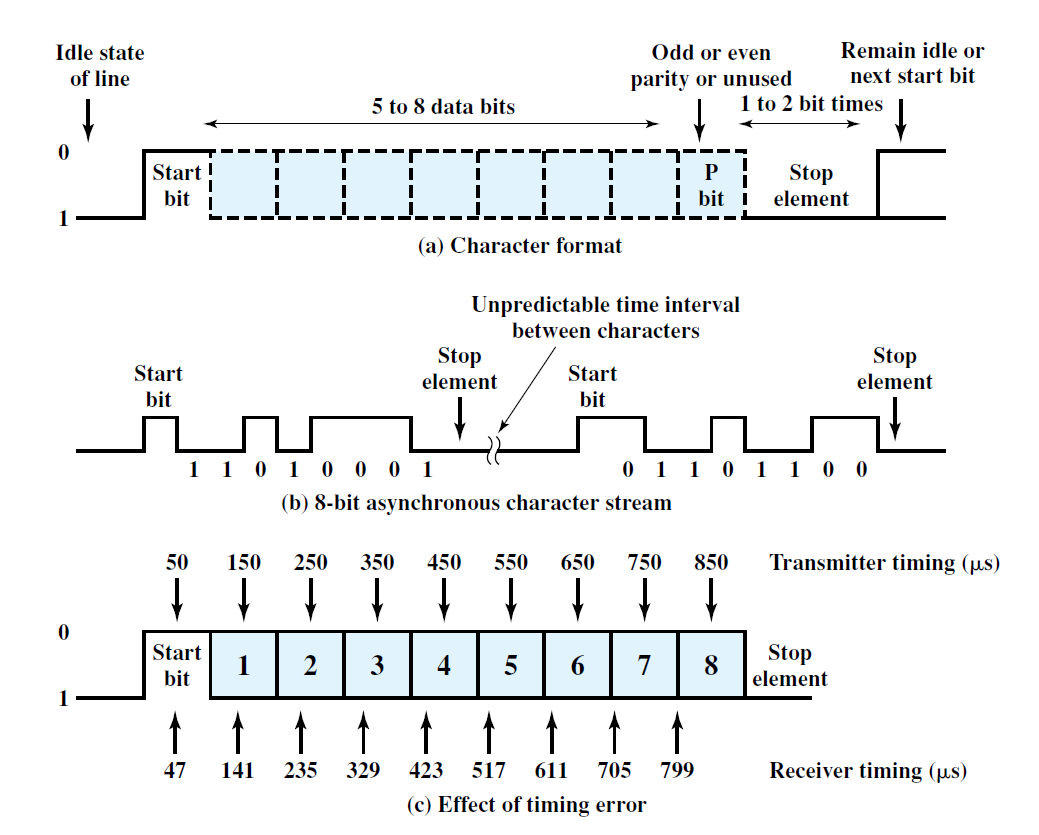 Idle state
of line
Odd or even
parity or unused
Remain idle or
next start bit
5 to 8 data bits
1 to 2 bit times
0
1
Start
bit
P
bit
Stop
element
(a) Character format
Unpredictable time interval
between characters
Start
bit
Stop
element
Start
bit
Stop
element
1 1 0 1 0 0 0 1
0 1 1 0 1 1 0 0
(b) 8-bit asynchronous character stream
50 150 250 350 450 550 650 750 850 Transmitter timing (μs)
0
1
Start
bit
1 2 3 4 5 6 7 8
Stop
element
47 141 235 329 423 517 611 705 799 Receiver timing (μs)
(c) Effect of timing error